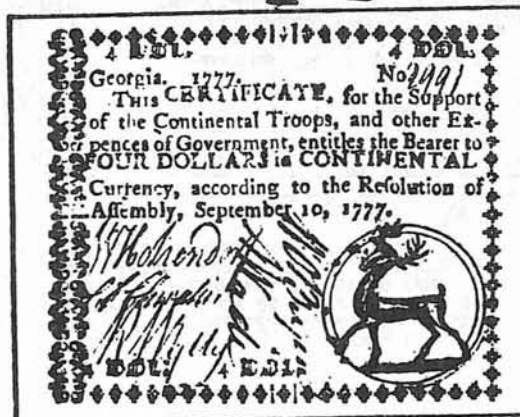 4 DOL. 4 DOL.
Georgia. 1777. No 2991
THIS CERTIFICATE, for the Support
of the Continental Troops, and other Ex-
pences of Government, entitles the Bearer to
FOUR DOLLARS in CONTINENTAL
Currency, according to the Reſolution of
Aſſembly, September 10, 1777.
4 DOL. 4 DOL.